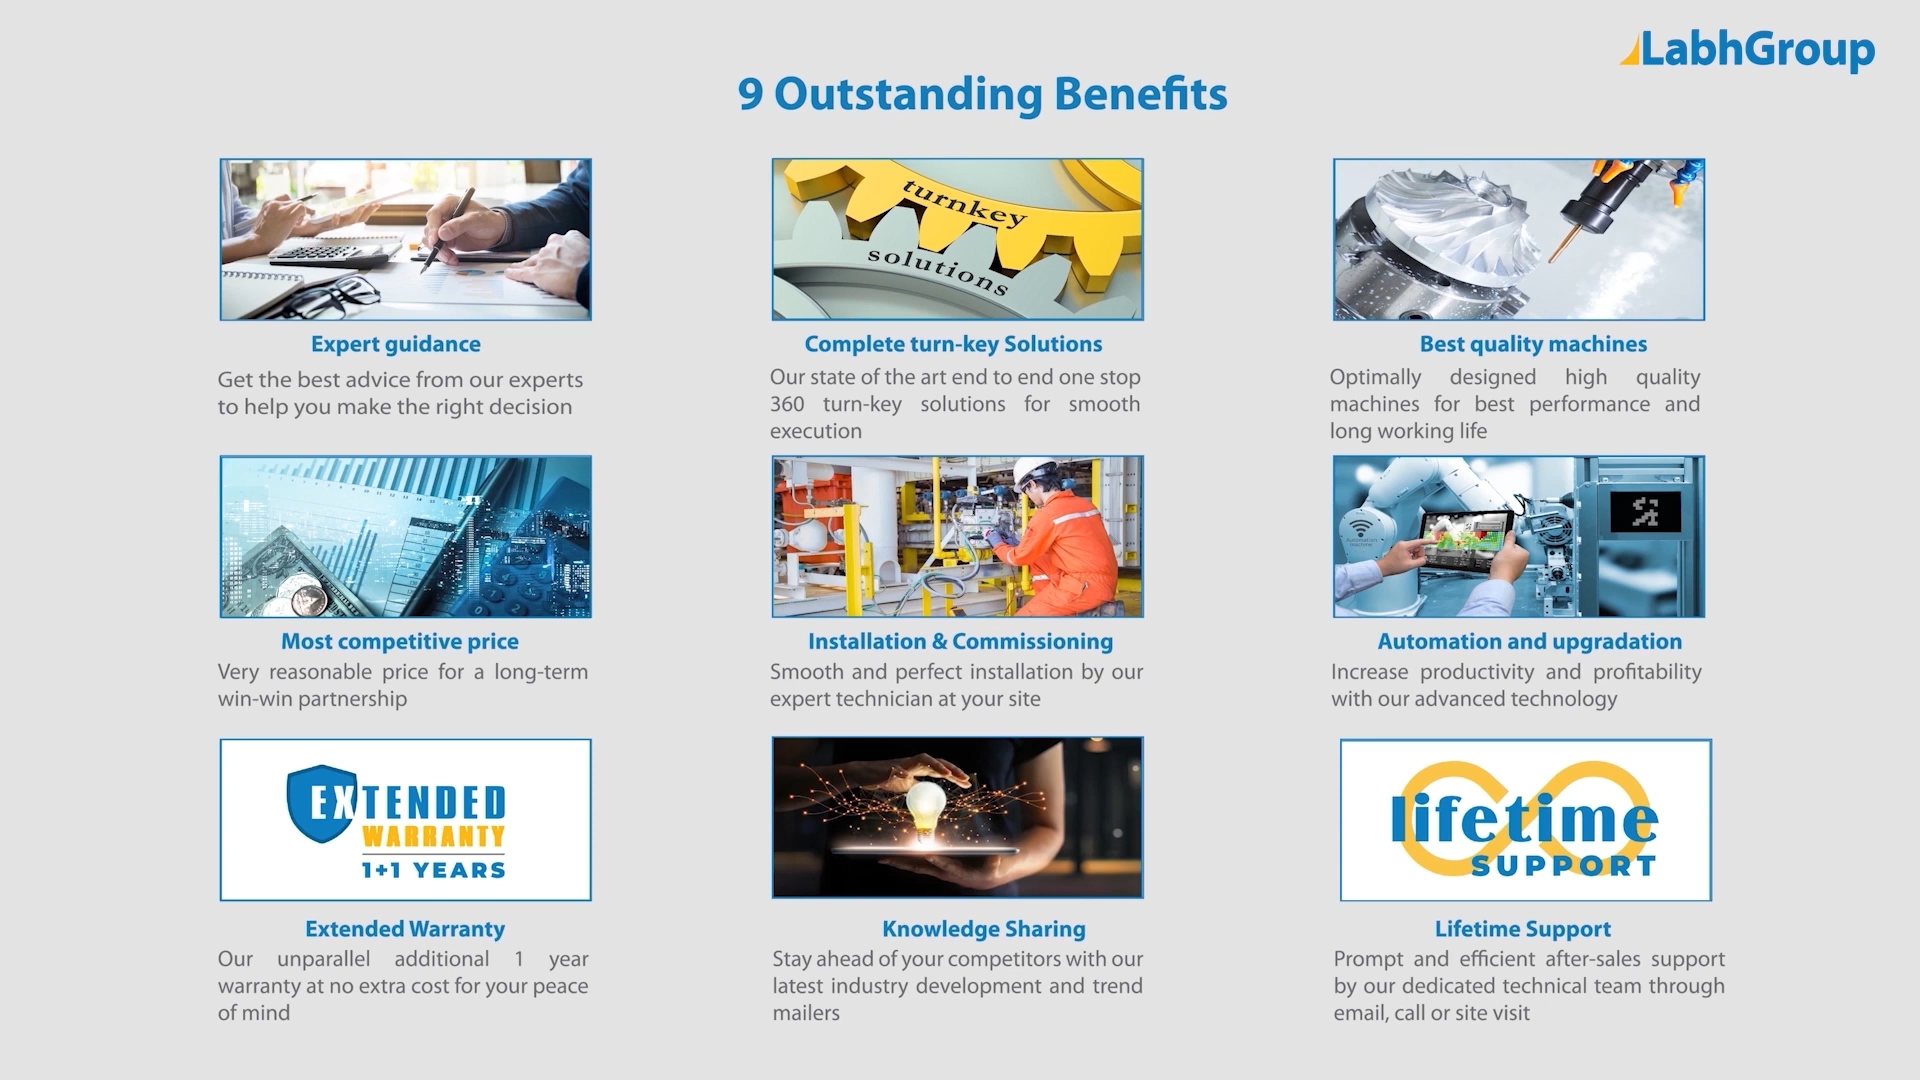 LabhGroup
9 Outstanding Benefits
turnkey
solutions
Expert guidance
Get the best advice from our experts
to help you make the right decision
Complete turn-key Solutions
Our state of the art end to end one stop
360 turn-key solutions for smooth
execution
Best quality machines
Optimally designed high quality
machines for best performance and
long working life
Automation
machine
Most competitive price
Very reasonable price for a long-term
win-win partnership
Installation & Commissioning
Smooth and perfect installation by our
expert technician at your site
Automation and upgradation
Increase productivity and profitability
with our advanced technology
EXTENDED
WARRANTY
1+1 YEARS
lifetime
SUPPORT
Extended Warranty
Our unparallel additional 1 year
warranty at no extra cost for your peace
of mind
Knowledge Sharing
Stay ahead of your competitors with our
latest industry development and trend
mailers
Lifetime Support
Prompt and efficient after-sales support
by our dedicated technical team through
email, call or site visit